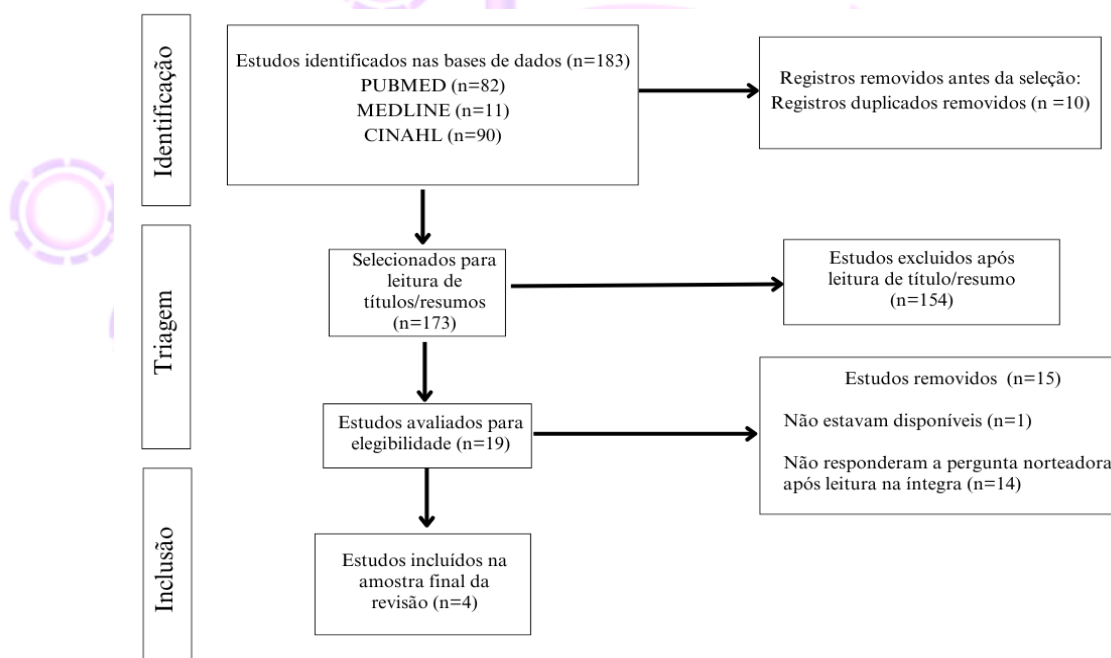 Identificação
Estudos identificados nas bases de dados (n=183)
PUBMED (n=82)
MEDLINE (n=11)
CINAHL (n=90)
Registros removidos antes da seleção:
Registros duplicados removidos (n =10)
Triagem
Selecionados para
leitura de
títulos/resumos
(n=173)
Estudos excluidos após
leitura de título/resumo
(n=154)
Estudos avaliados para
elegibilidade (n=19)
Estudos removidos (n=15)
Não estavam disponíveis (n=1)
Não responderam a pergunta norteadora
após leitura na íntegra (n=14)
Inclusão
Estudos incluídos na
amostra final da
revisão (n=4)